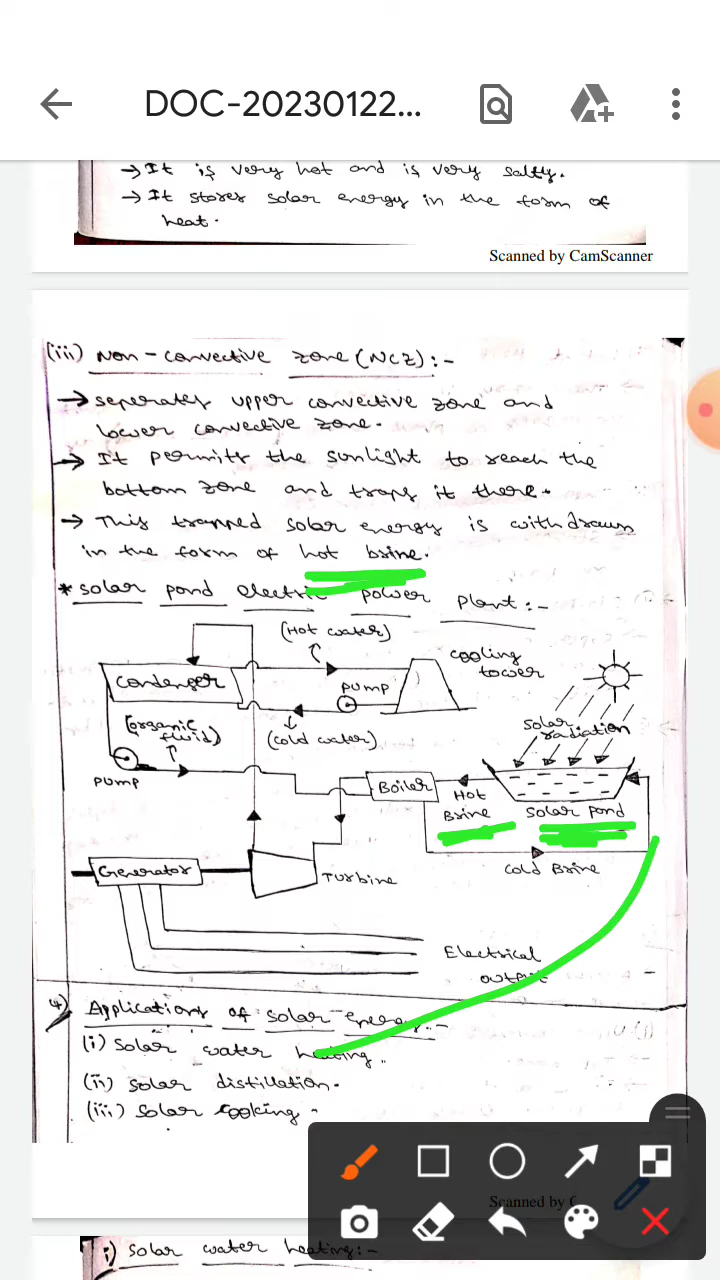 DOC-20230122...
→ It is very hot and is very salty.
→ It stores solar energy in the form of
heat.
Scanned by CamScanner
(iii) Non-convective zone (NCZ):-
→ seperates upper convective zone and
lower convective zone.
→ It permits the sunlight to reach the
bottom zone and traps it there.
→ This trapped solar energy is withdrawn
in the form of hot brine.
* solar pond electric power plant:-
(Hot water)
cooling
tower
condenser
pump
solar
radiation
(organic
fluid)
(cold water)
pump
Boiler
Hot
Brine
solar pond
Generator
Turbine
cold Brine
Electrical
output
4) Applications of solar energy:-
(i) solar water heating.
(ii) solar distillation.
(iii) solar cooking.
Scanned by C
i) solar water heating:-